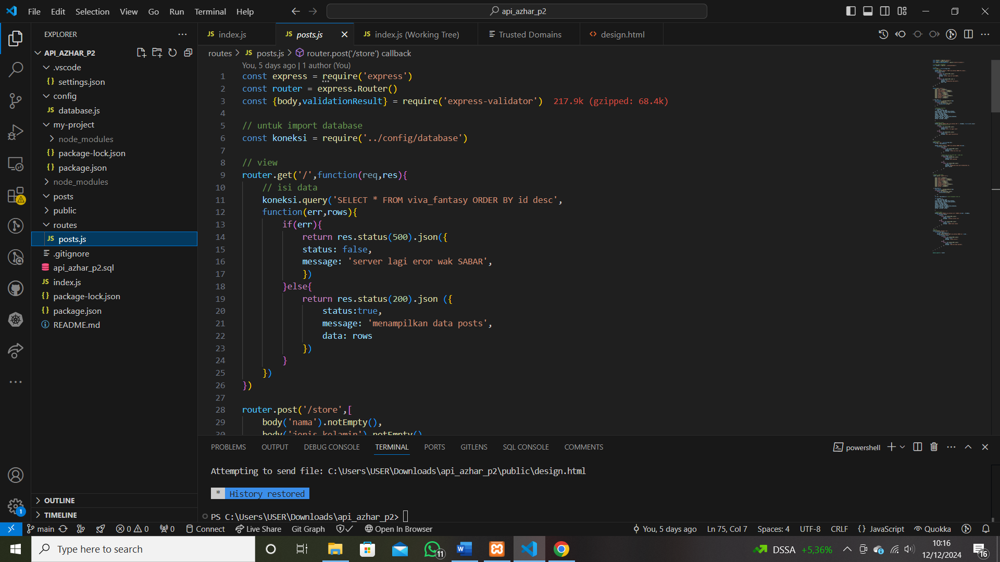 File Edit Selection View Go Run Terminal Help
api_azhar_p2
EXPLORER
API_AZHAR_P2
.vscode
settings.json
config
JS database.js
my-project
node_modules
package-lock.json
package.json
node_modules
posts
public
routes
JS posts.js
.gitignore
api_azhar_p2.sql
JS index.js
package-lock.json
package.json
README.md
OUTLINE
TIMELINE
JS index.js
JS posts.js
JS index.js (Working Tree)
Trusted Domains
design.html
routes > JS posts.js > router.post('/store') callback
You, 5 days ago | 1 author (You)
1 const express = require('express')
2 const router = express.Router()
3 const {body,validationResult} = require('express-validator') 217.9k (gzipped: 68.4k)
4
5 // untuk import database
6 const koneksi = require('../config/database')
7
8 // view
9 router.get('/',function(req,res){
10 // isi data
11 koneksi.query('SELECT * FROM viva_fantasy ORDER BY id desc',
12 function(err,rows){
13 if(err){
14 return res.status(500).json({
15 status: false,
16 message: 'server lagi eror wak SABAR',
17 })
18 }else{
19 return res.status(200).json ({
20 status:true,
21 message: 'menampilkan data posts',
22 data: rows
23 })
24 }
25 })
26 })
27
28 router.post('/store',[
29 body('nama').notEmpty(),
30 body('jenis_kelamin').notEmpty()
PROBLEMS OUTPUT DEBUG CONSOLE TERMINAL PORTS GITLENS SQL CONSOLE COMMENTS
powershell
Attempting to send file: C:\Users\USER\Downloads\api_azhar_p2\public\design.html
* History restored
PS C:\Users\USER\Downloads\api_azhar_p2>
main 0 0 0 Connect Live Share Git Graph Open In Browser
You, 5 days ago Ln 75, Col 7 Spaces: 4 UTF-8 CRLF {} JavaScript Quokka
1
Type here to search
11
DSSA +5,36%
10:16
12/12/2024
16